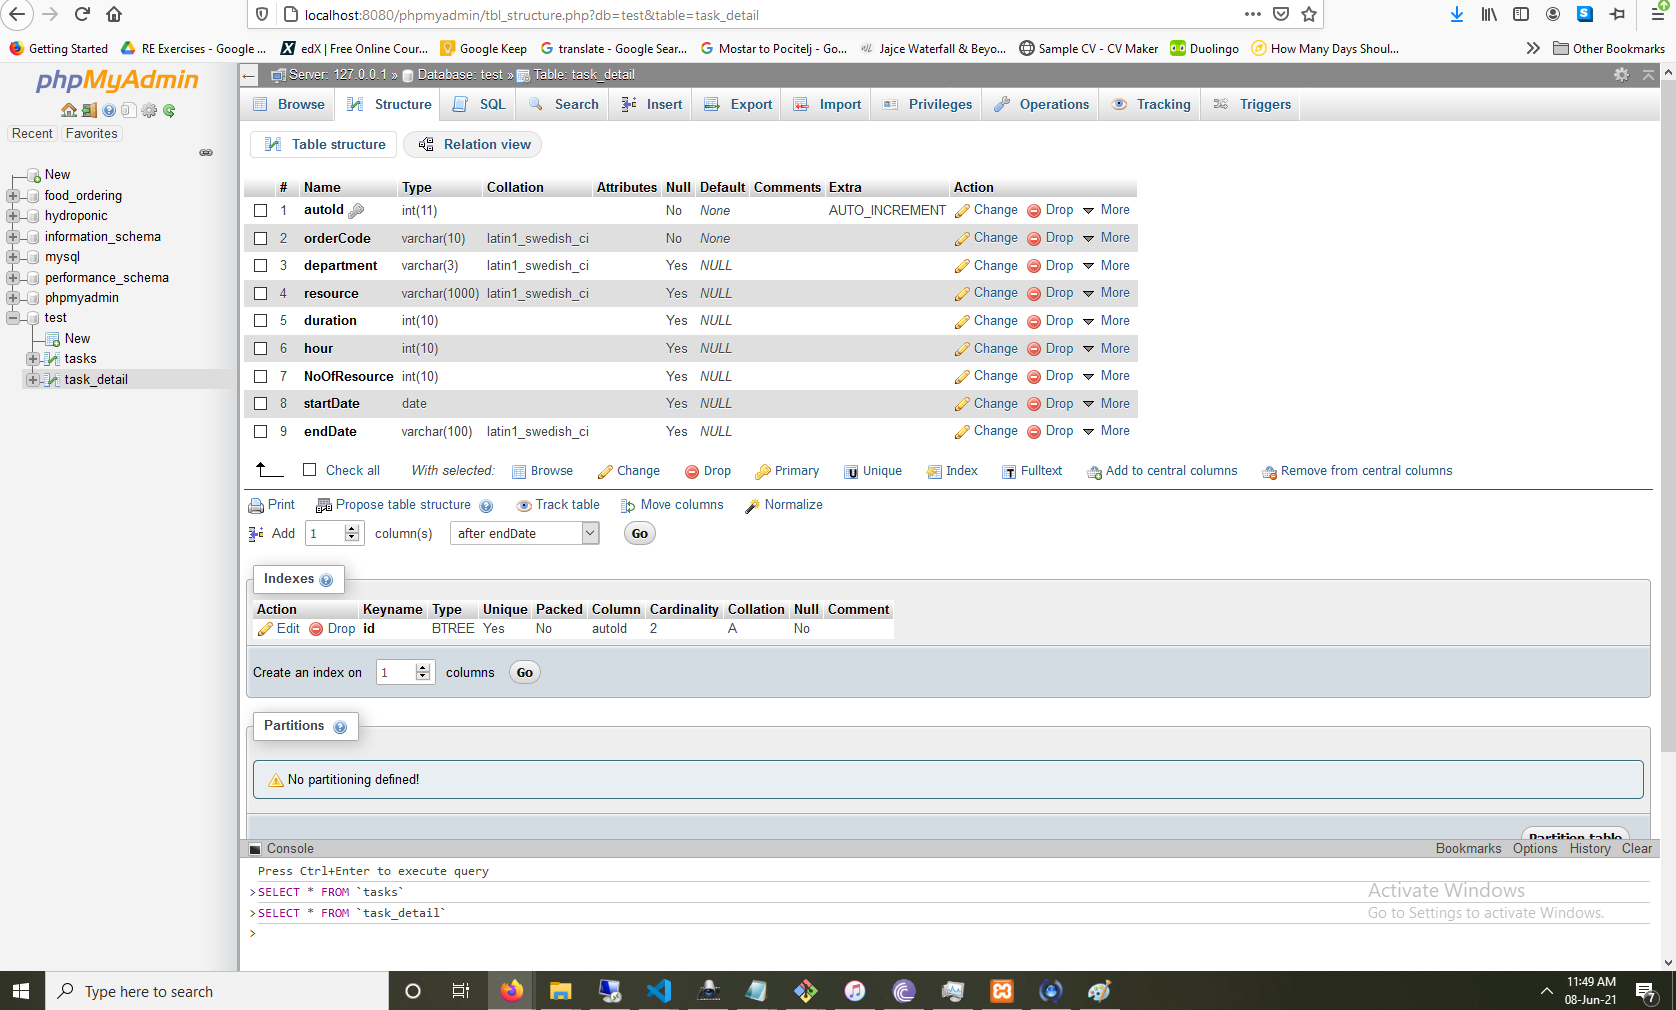 localhost:8080/phpmyadmin/tbl_structure.php?db=test&table=task_detail
Getting Started RE Exercises - Google ... edX | Free Online Cour... Google Keep translate - Google Sear... Mostar to Pocitelj - Go... Jajce Waterfall & Beyo... Sample CV - CV Maker Duolingo How Many Days Shoul... Other Bookmarks
phpMyAdmin
Recent Favorites
New
food_ordering
hydroponic
information_schema
mysql
performance_schema
phpmyadmin
test
New
tasks
task_detail
Server: 127.0.0.1 » Database: test » Table: task_detail
Browse Structure SQL Search Insert Export Import Privileges Operations Tracking Triggers
Table structure Relation view
# Name Type Collation Attributes Null Default Comments Extra Action
1 autoId int(11) No None AUTO_INCREMENT Change Drop More
2 orderCode varchar(10) latin1_swedish_ci No None Change Drop More
3 department varchar(3) latin1_swedish_ci Yes NULL Change Drop More
4 resource varchar(1000) latin1_swedish_ci Yes NULL Change Drop More
5 duration int(10) Yes NULL Change Drop More
6 hour int(10) Yes NULL Change Drop More
7 NoOfResource int(10) Yes NULL Change Drop More
8 startDate date Yes NULL Change Drop More
9 endDate varchar(100) latin1_swedish_ci Yes NULL Change Drop More
Check all With selected: Browse Change Drop Primary Unique Index Fulltext Add to central columns Remove from central columns
Print Propose table structure Track table Move columns Normalize
Add 1 column(s) after endDate Go
Indexes
Action Keyname Type Unique Packed Column Cardinality Collation Null Comment
Edit Drop id BTREE Yes No autoId 2 A No
Create an index on 1 columns Go
Partitions
No partitioning defined!
Partition table
Console Bookmarks Options History Clear
Press Ctrl+Enter to execute query
>SELECT * FROM `tasks`
>SELECT * FROM `task_detail`
>
Activate Windows
Go to Settings to activate Windows.
Type here to search
11:49 AM
08-Jun-21
7